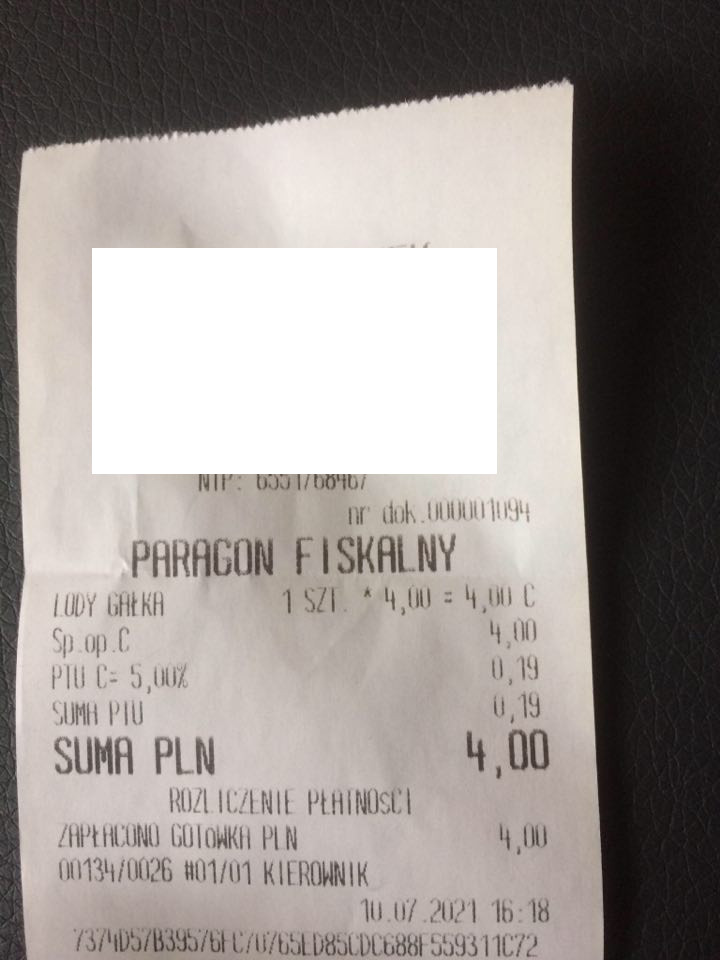 nr dok.000001094
PARAGON FISKALNY
LODY GAŁKA 1 SZT. * 4,00 = 4,00 C
Sp.op.C 4,00
PTU C= 5,00% 0,19
SUMA PTU 0,19
SUMA PLN 4,00
ROZLICZENIE PŁATNOŚCI
ZAPŁACONO GOTÓWKA PLN 4,00
00134/0026 #01/01 KIEROWNIK
10.07.2021 16:18